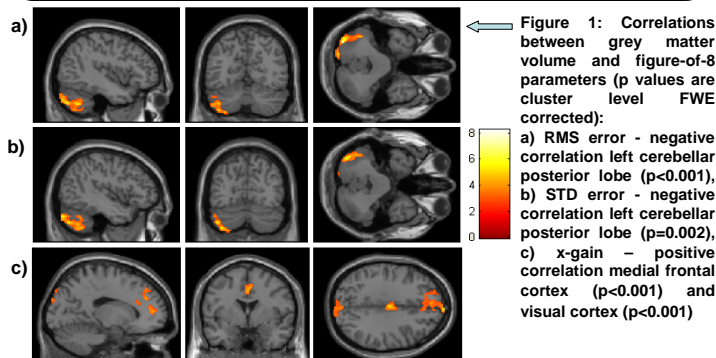 a)
b)
c)
8
6
4
2
0
Figure 1: Correlations
between grey matter
volume and figure-of-8
parameters (p values are
cluster level FWE
corrected):
a) RMS error - negative
correlation left cerebellar
posterior lobe (p<0.001),
b) STD error - negative
correlation left cerebellar
posterior lobe (p=0.002),
c) x-gain – positive
correlation medial frontal
cortex (p<0.001) and
visual cortex (p<0.001)